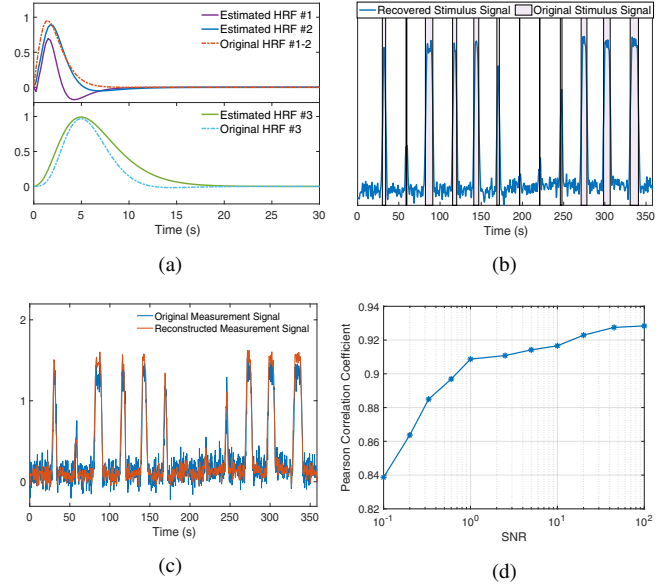 Estimated HRF #1
Estimated HRF #2
Original HRF #1-2
1
0.5
0
Estimated HRF #3
Original HRF #3
1
0.5
0
0 5 10 15 20 25 30
Time (s)
(a)
Recovered Stimulus Signal Original Stimulus Signal
0 50 100 150 200 250 300 350
Time (s)
(b)
Original Measurement Signal
Reconstructed Measurement Signal
2
1
0
0 50 100 150 200 250 300 350
Time (s)
(c)
Pearson Correlation Coefficient
0.94
0.92
0.9
0.88
0.86
0.84
0.82
10⁻¹ 10⁰ 10¹ 10²
SNR
(d)